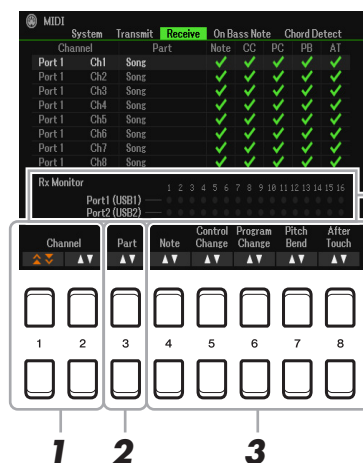 MIDI
System Transmit Receive On Bass Note Chord Detect
Channel Part Note CC PC PB AT
Port 1 Ch1 Song
Port 1 Ch2 Song
Port 1 Ch3 Song
Port 1 Ch4 Song
Port 1 Ch5 Song
Port 1 Ch6 Song
Port 1 Ch7 Song
Port 1 Ch8 Song
Rx Monitor 1 2 3 4 5 6 7 8 9 10 11 12 13 14 15 16
Port1 (USB1)
Port2 (USB2)
Channel Part Note Control Change Program Change Pitch Bend After Touch
1 2 3 4 5 6 7 8
1 2 3